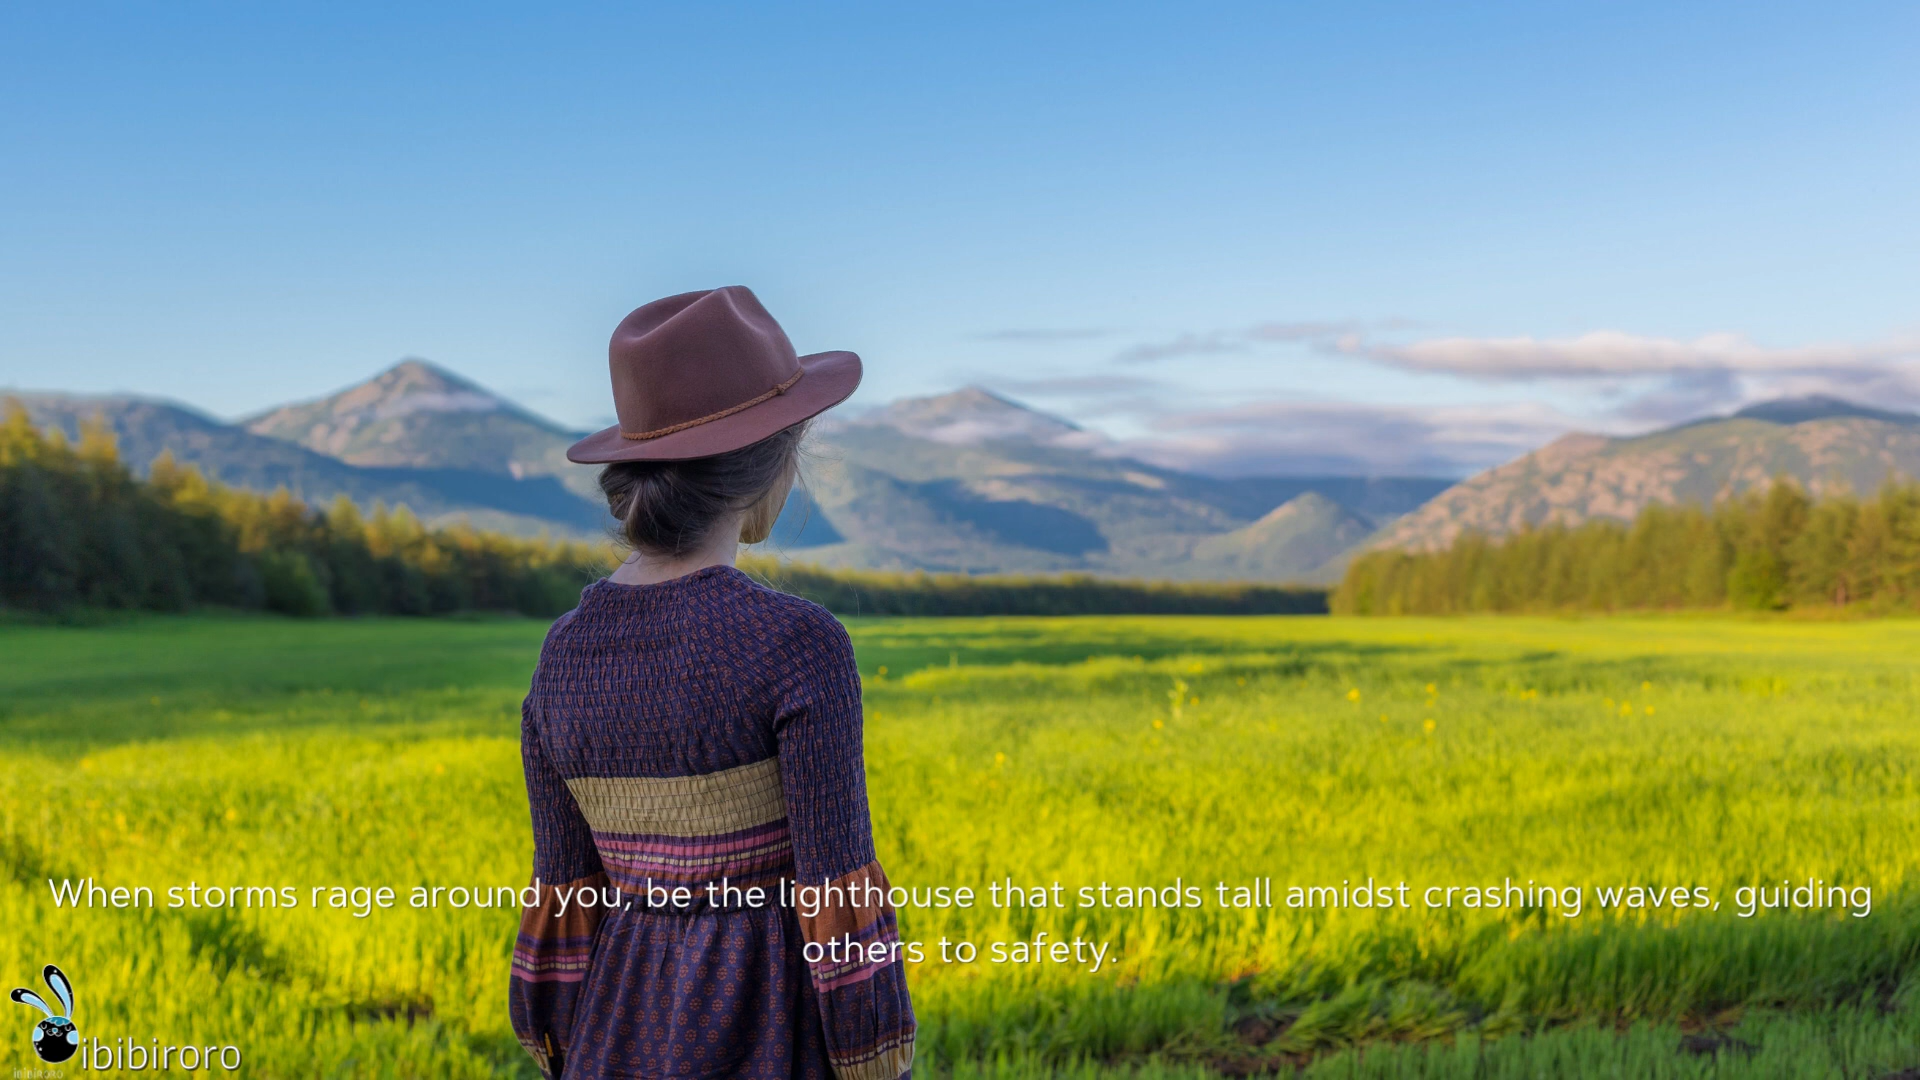 When storms rage around you, be the lighthouse that stands tall amidst crashing waves, guiding
others to safety.
ibibiroro
ibibiroro